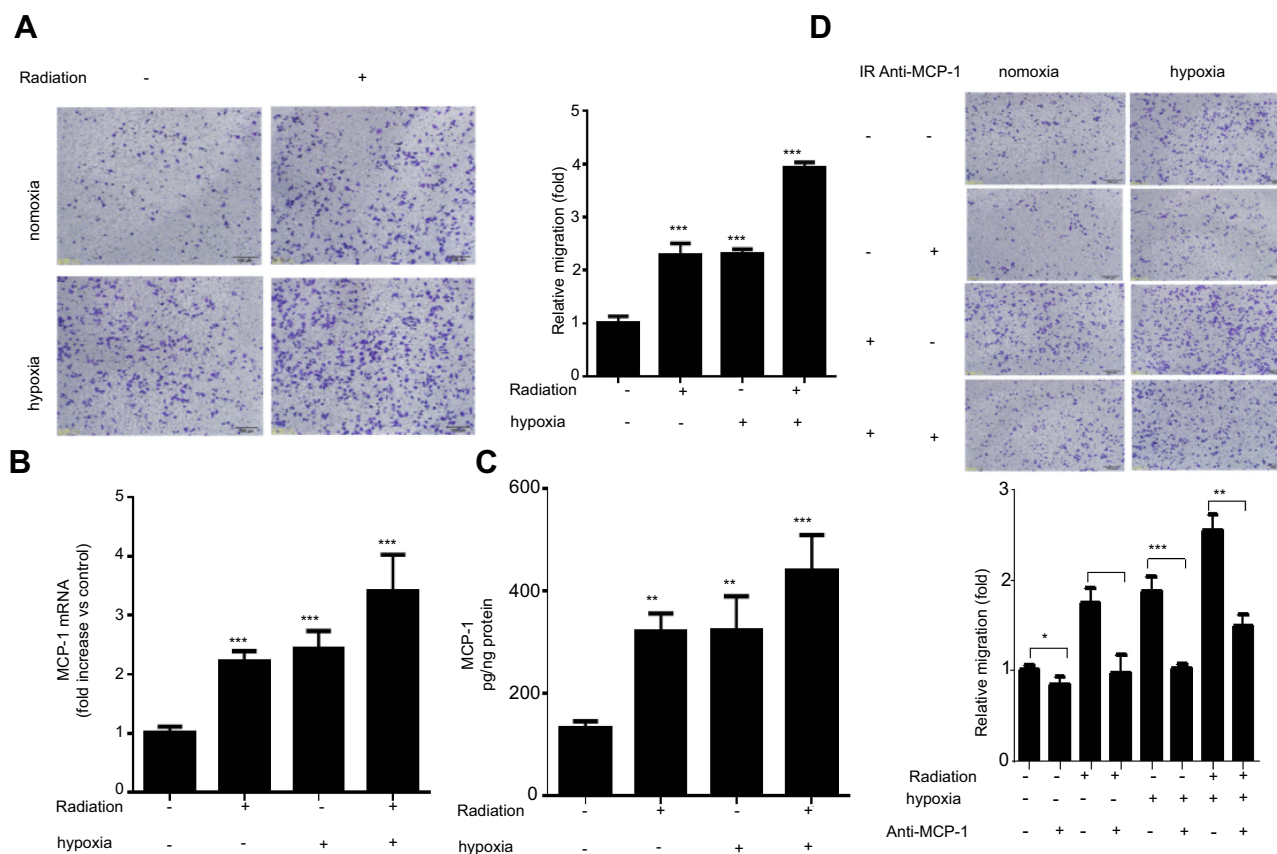 A
Radiation - +
nomoxia
hypoxia
5
4
3
2
1
0
Relative migration (fold)
***
***
***
Radiation - + - +
hypoxia - - + +
B
5
4
3
2
1
0
MCP-1 mRNA
(fold increase vs control)
***
***
***
Radiation - + - +
hypoxia - - + +
C
600
400
200
0
MCP-1
pg/ng protein
**
**
***
Radiation - + - +
hypoxia - - + +
D
IR Anti-MCP-1 nomoxia hypoxia
- -
- +
+ -
+ +
3
2
1
0
Relative migration (fold)
*
***
**
Radiation - - + + - - + +
hypoxia - - - - + + + +
Anti-MCP-1 - + - + - + - +